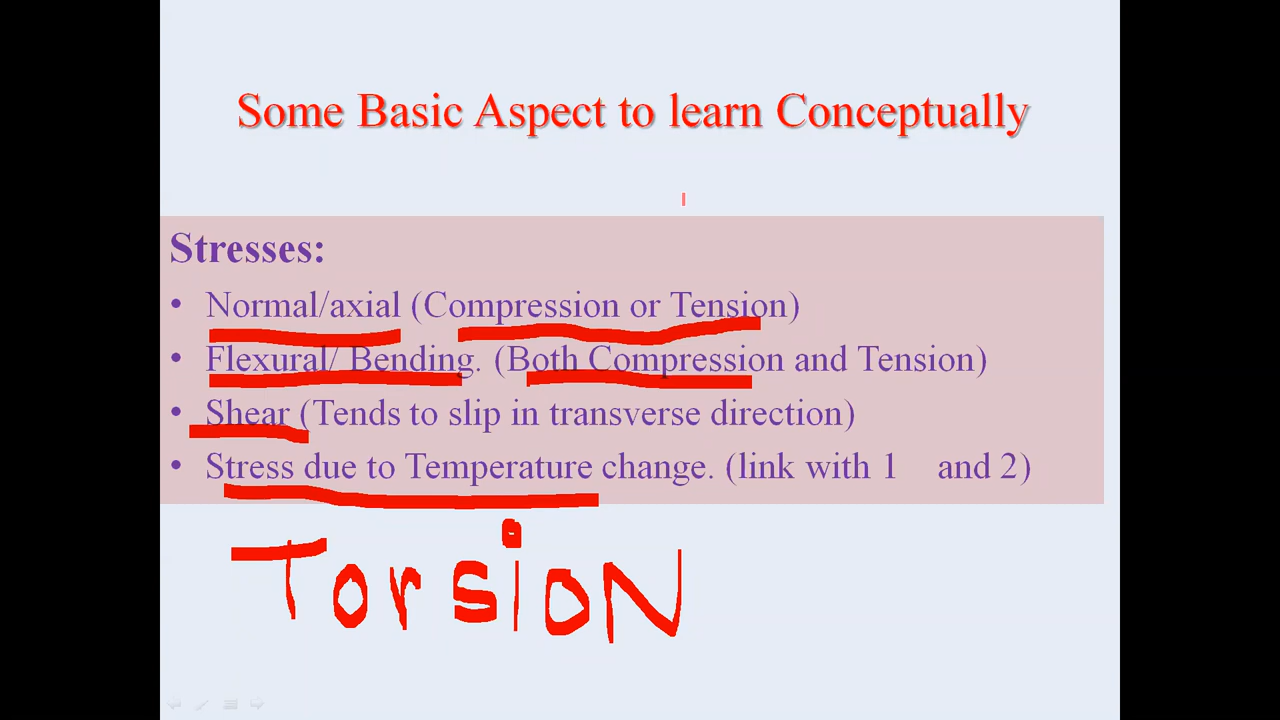 Some Basic Aspect to learn Conceptually
Stresses:
• Normal/axial (Compression or Tension)
• Flexural/ Bending. (Both Compression and Tension)
• Shear (Tends to slip in transverse direction)
• Stress due to Temperature change. (link with 1 and 2)
TorsioN